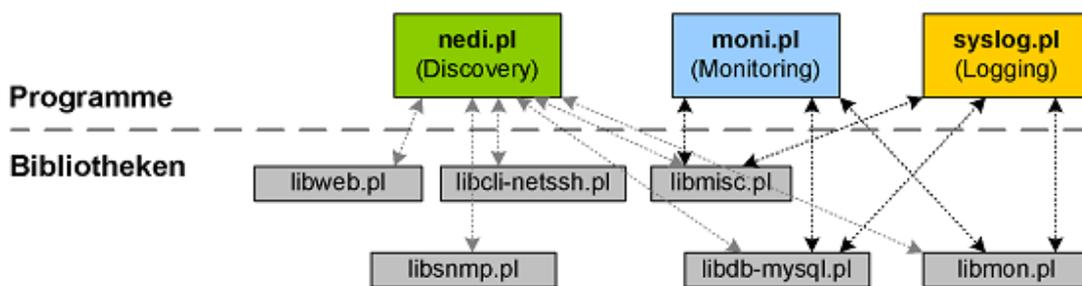 nedi.pl
(Discovery)
moni.pl
(Monitoring)
syslog.pl
(Logging)
Programme
Bibliotheken
libweb.pl
libcli-netssh.pl
libmisc.pl
libsnmp.pl
libdb-mysql.pl
libmon.pl